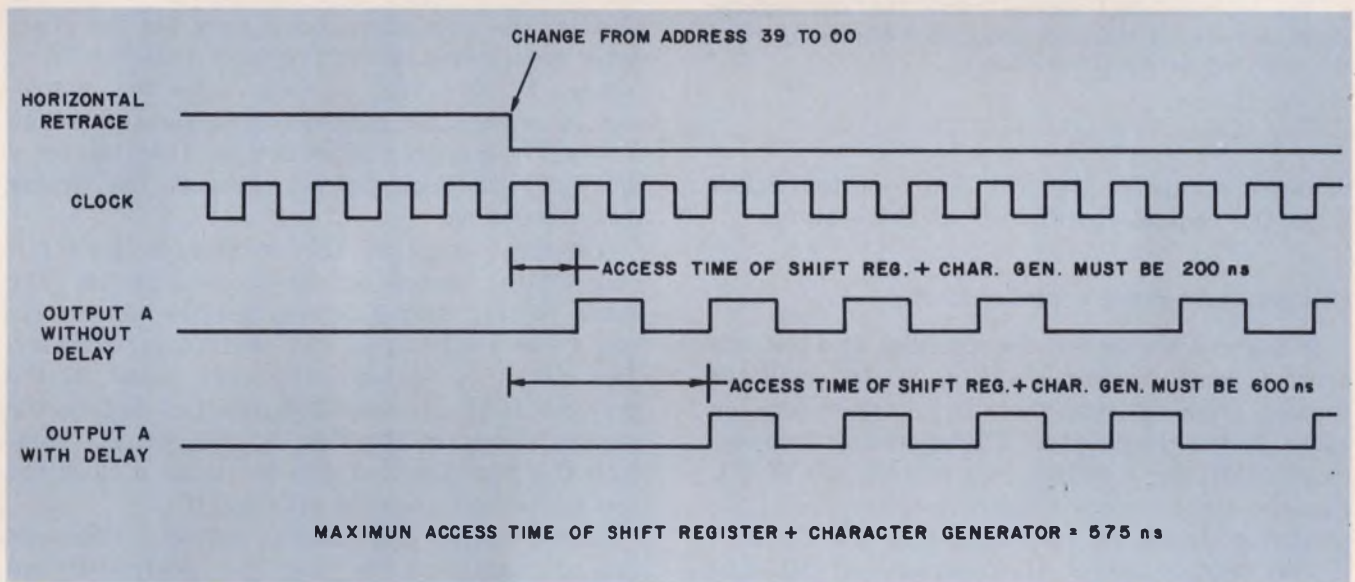 CHANGE FROM ADDRESS 39 TO 00
HORIZONTAL
RETRACE
CLOCK
ACCESS TIME OF SHIFT REG. + CHAR. GEN. MUST BE 200 ns
OUTPUT A
WITHOUT
DELAY
ACCESS TIME OF SHIFT REG. + CHAR. GEN. MUST BE 600 ns
OUTPUT A
WITH DELAY
MAXIMUN ACCESS TIME OF SHIFT REGISTER + CHARACTER GENERATOR = 575 ns